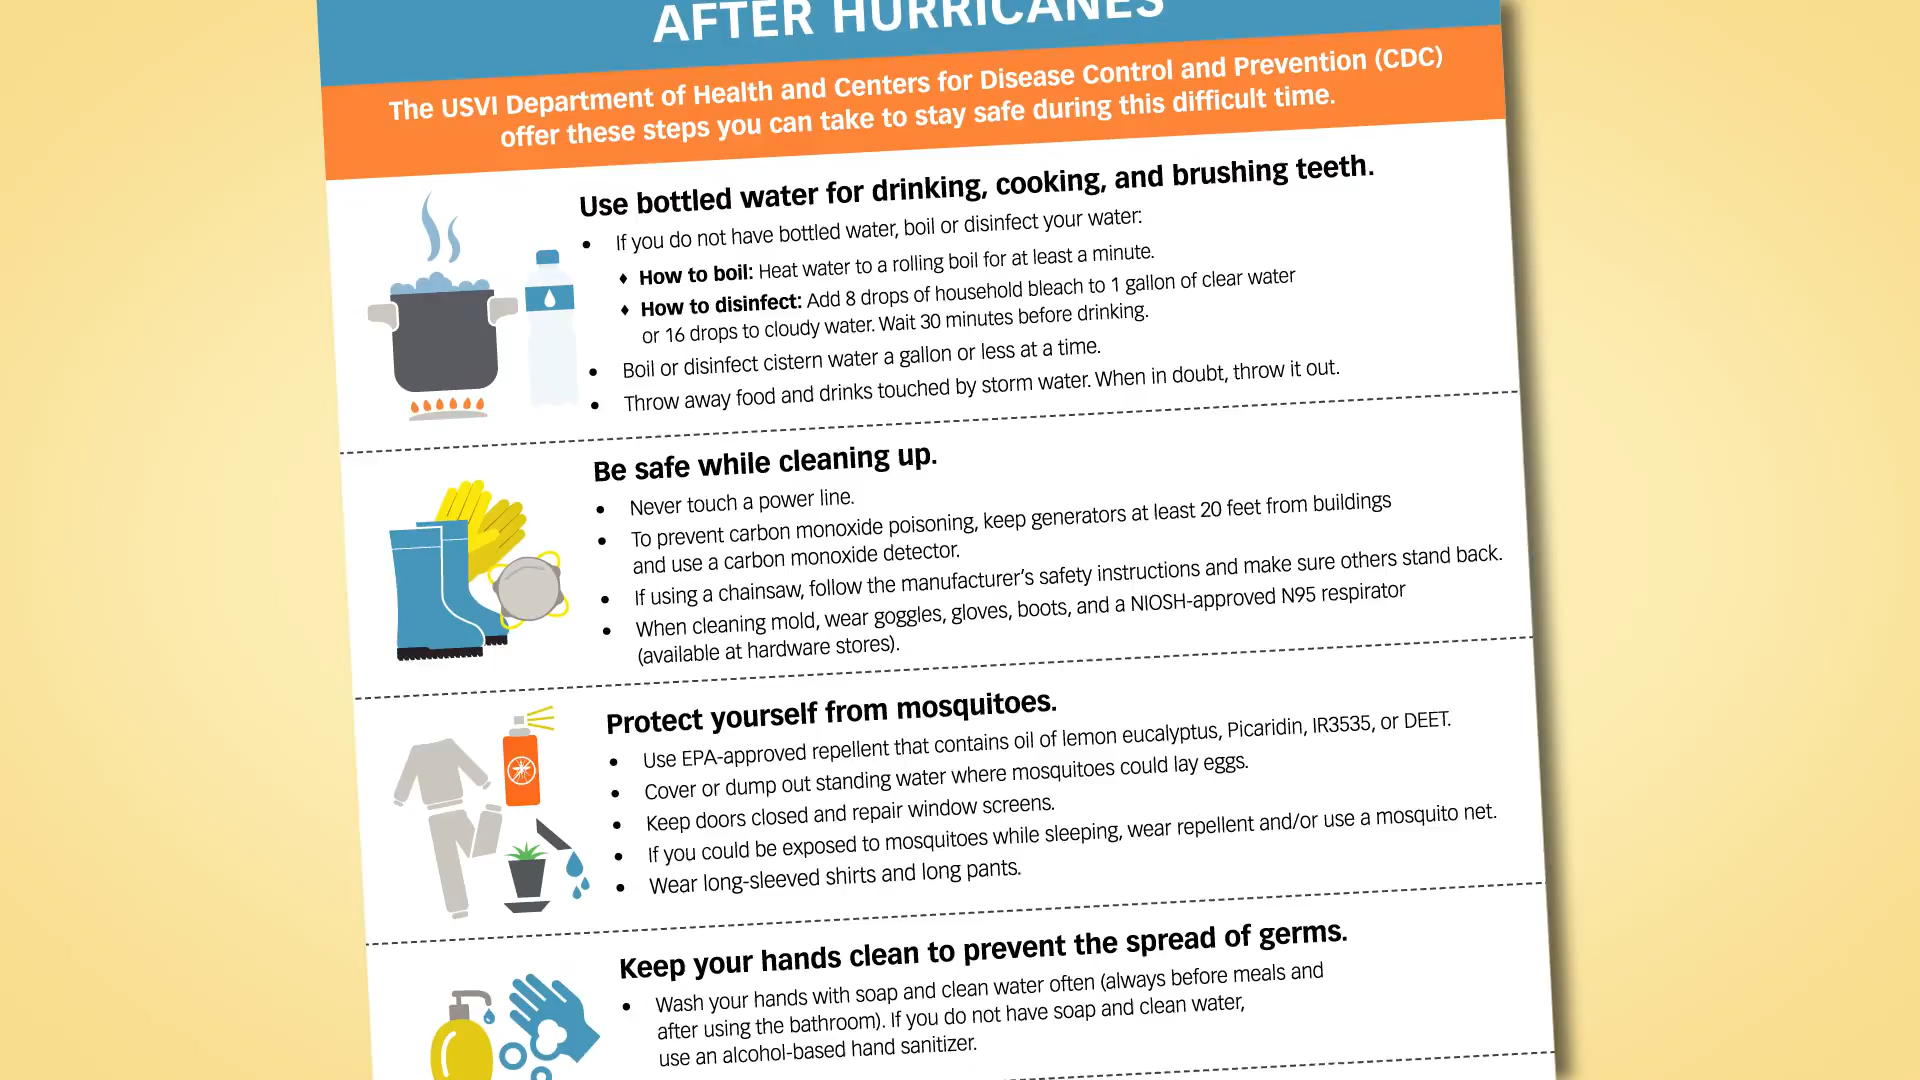 AFTER HURRICANES
The USVI Department of Health and Centers for Disease Control and Prevention (CDC)
offer these steps you can take to stay safe during this difficult time.
Use bottled water for drinking, cooking, and brushing teeth.
• If you do not have bottled water, boil or disinfect your water:
♦ How to boil: Heat water to a rolling boil for at least a minute.
♦ How to disinfect: Add 8 drops of household bleach to 1 gallon of clear water
or 16 drops to cloudy water. Wait 30 minutes before drinking.
• Boil or disinfect cistern water a gallon or less at a time.
• Throw away food and drinks touched by storm water. When in doubt, throw it out.
Be safe while cleaning up.
• Never touch a power line.
• To prevent carbon monoxide poisoning, keep generators at least 20 feet from buildings
and use a carbon monoxide detector.
• If using a chainsaw, follow the manufacturer's safety instructions and make sure others stand back.
• When cleaning mold, wear goggles, gloves, boots, and a NIOSH-approved N95 respirator
(available at hardware stores).
Protect yourself from mosquitoes.
• Use EPA-approved repellent that contains oil of lemon eucalyptus, Picaridin, IR3535, or DEET.
• Cover or dump out standing water where mosquitoes could lay eggs.
• Keep doors closed and repair window screens.
• If you could be exposed to mosquitoes while sleeping, wear repellent and/or use a mosquito net.
• Wear long-sleeved shirts and long pants.
Keep your hands clean to prevent the spread of germs.
• Wash your hands with soap and clean water often (always before meals and
after using the bathroom). If you do not have soap and clean water,
use an alcohol-based hand sanitizer.